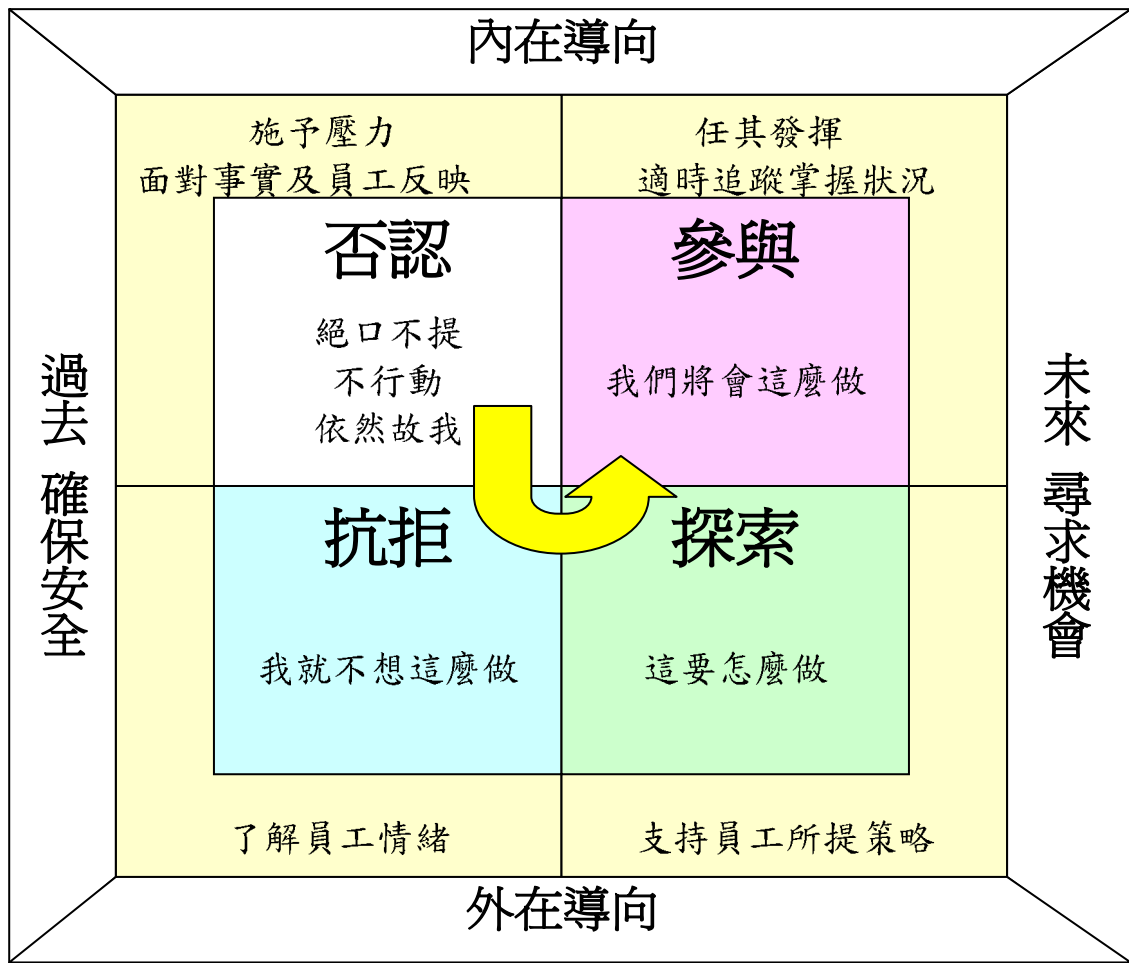 內在導向
施予壓力
面對事實及員工反映
任其發揮
適時追蹤掌握狀況
否認
絕口不提
不行動
依然故我
參與
我們將會這麼做
過去 確保安全
未來 尋求機會
抗拒
我就不想這麼做
探索
這要怎麼做
了解員工情緒
支持員工所提策略
外在導向